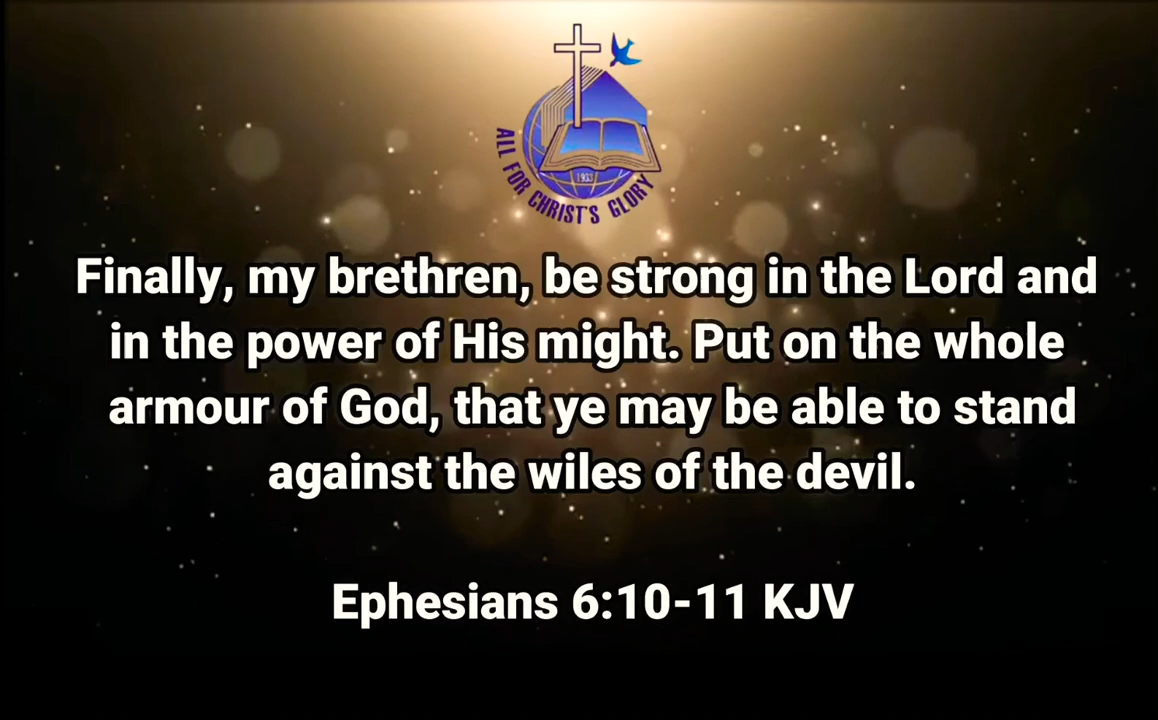 ALL FOR CHRIST'S GLORY
1933
Finally, my brethren, be strong in the Lord and
in the power of His might. Put on the whole
armour of God, that ye may be able to stand
against the wiles of the devil.
Ephesians 6:10-11 KJV